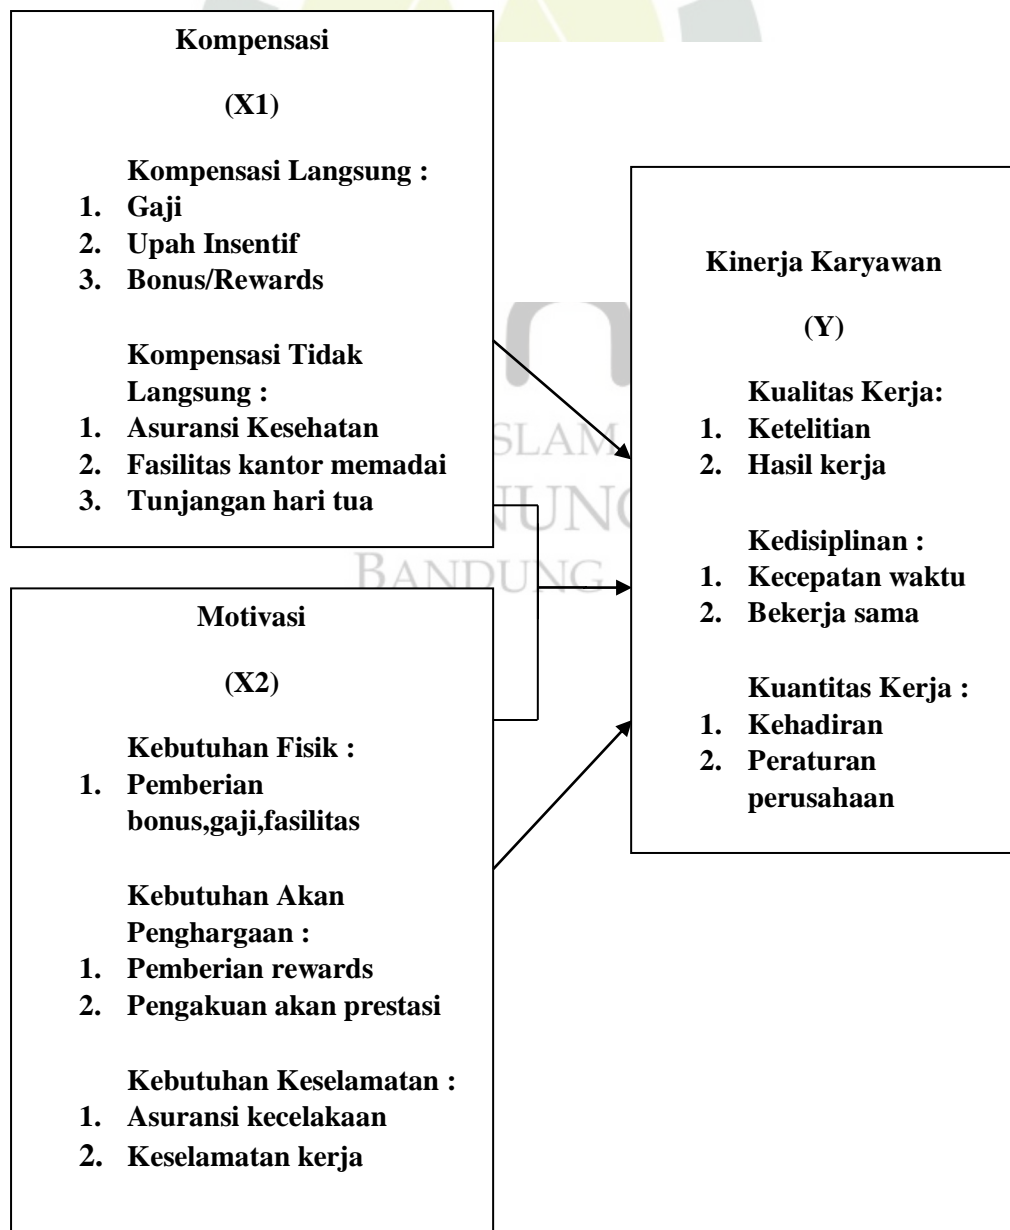 Kompensasi
(X1)
Kompensasi Langsung :
1. Gaji
2. Upah Insentif
3. Bonus/Rewards
Kompensasi Tidak
Langsung :
1. Asuransi Kesehatan
2. Fasilitas kantor memadai
3. Tunjangan hari tua
Motivasi
(X2)
Kebutuhan Fisik :
1. Pemberian
bonus,gaji,fasilitas
Kebutuhan Akan
Penghargaan :
1. Pemberian rewards
2. Pengakuan akan prestasi
Kebutuhan Keselamatan :
1. Asuransi kecelakaan
2. Keselamatan kerja
Kinerja Karyawan
(Y)
Kualitas Kerja:
1. Ketelitian
2. Hasil kerja
Kedisiplinan :
1. Kecepatan waktu
2. Bekerja sama
Kuantitas Kerja :
1. Kehadiran
2. Peraturan
perusahaan
BANDUNG